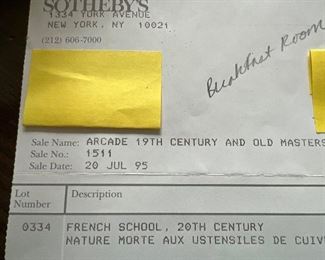 SOTHEBY'S
1334 YORK AVENUE
NEW YORK, NY 10021
(212) 606-7000
Breakfast Room
Sale Name: ARCADE 19TH CENTURY AND OLD MASTERS
Sale No.: 1511
Sale Date: 20 JUL 95
Lot Number Description
0334 FRENCH SCHOOL, 20TH CENTURY
NATURE MORTE AUX USTENSILES DE CUIV